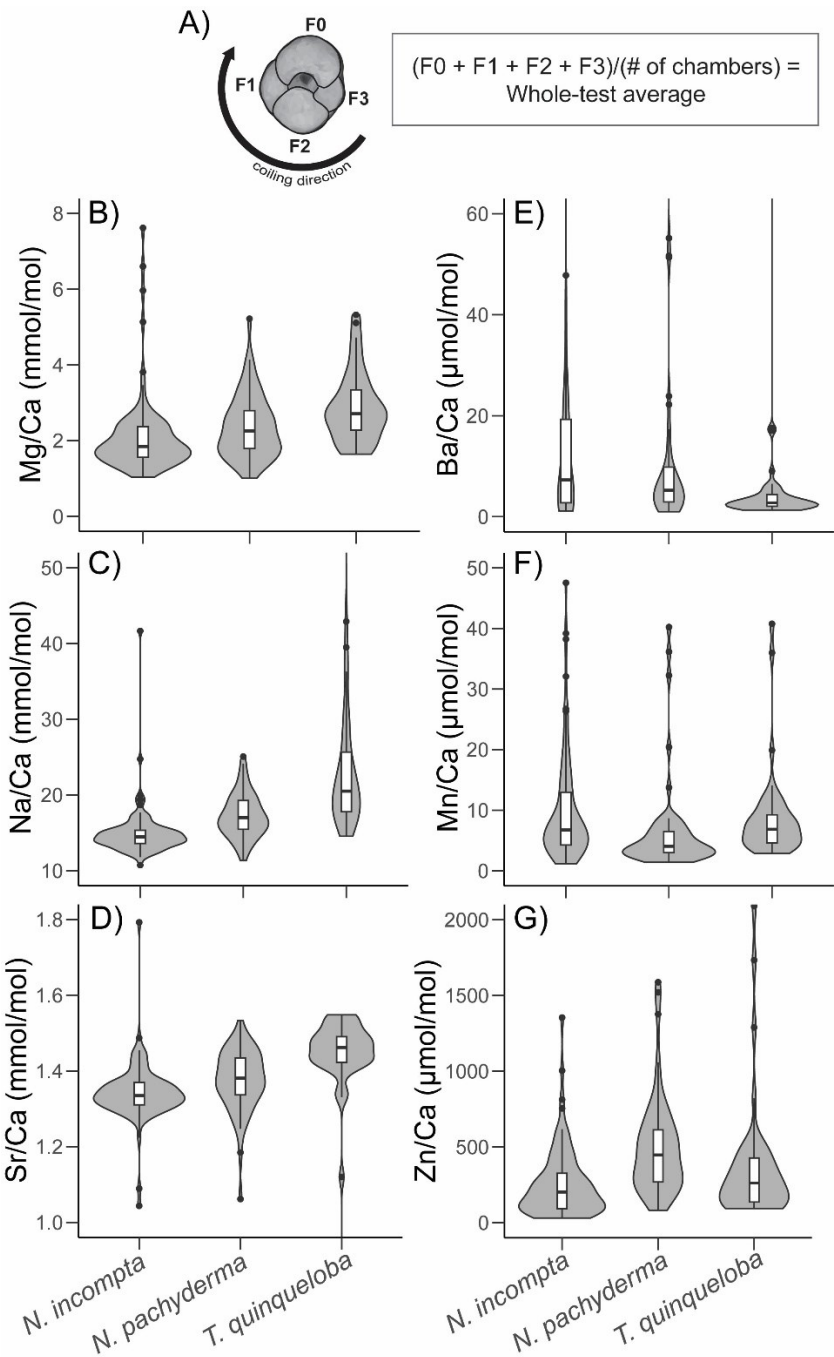 A)
F0
F1
F3
F2
coiling direction
(F0 + F1 + F2 + F3)/(# of chambers) =
Whole-test average
B)
Mg/Ca (mmol/mol)
8
6
4
2
0
E)
Ba/Ca (µmol/mol)
60
40
20
0
C)
Na/Ca (mmol/mol)
50
40
30
20
10
F)
Mn/Ca (µmol/mol)
50
40
30
20
10
0
D)
Sr/Ca (mmol/mol)
1.8
1.6
1.4
1.2
1.0
G)
Zn/Ca (µmol/mol)
2000
1500
1000
500
0
N. incompta
N. pachyderma
T. quinqueloba
N. incompta
N. pachyderma
T. quinqueloba